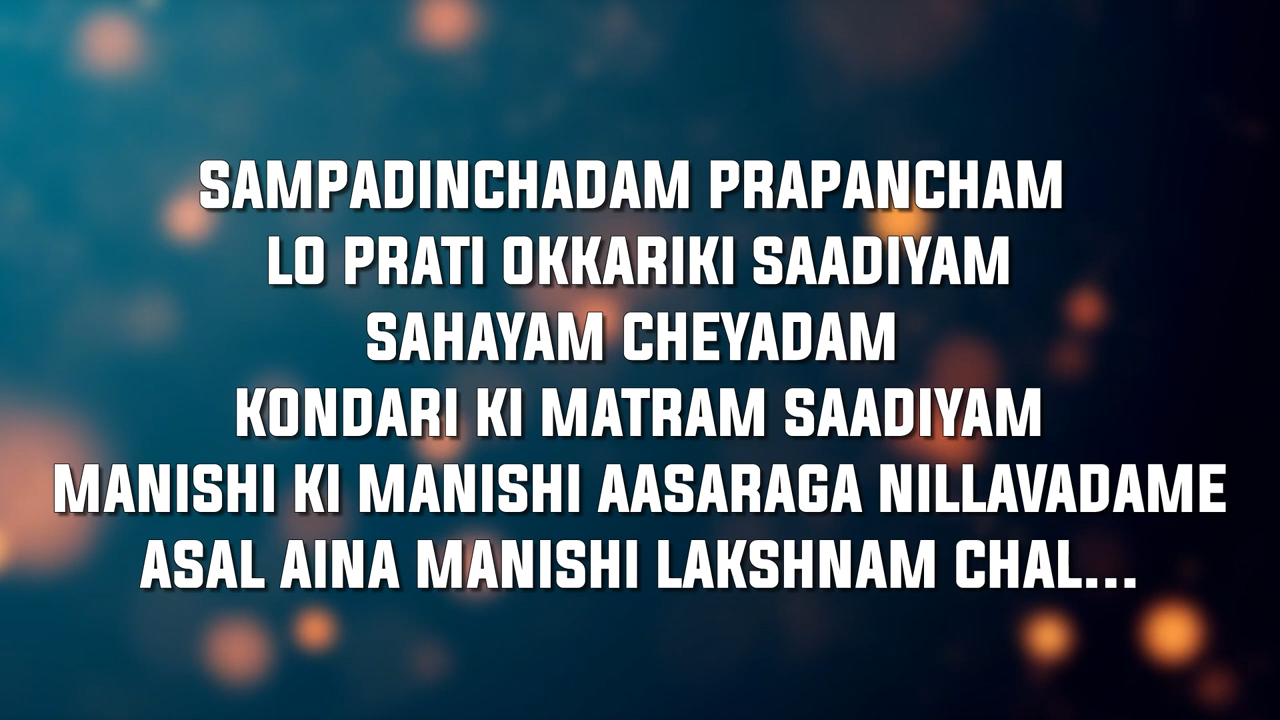 SAMPADINCHADAM PRAPANCHAM
LO PRATI OKKARIKI SAADIYAM
SAHAYAM CHEYADAM
KONDARI KI MATRAM SAADIYAM
MANISHI KI MANISHI AASARAGA NILLAVADAME
ASAL AINA MANISHI LAKSHNAM CHAL...